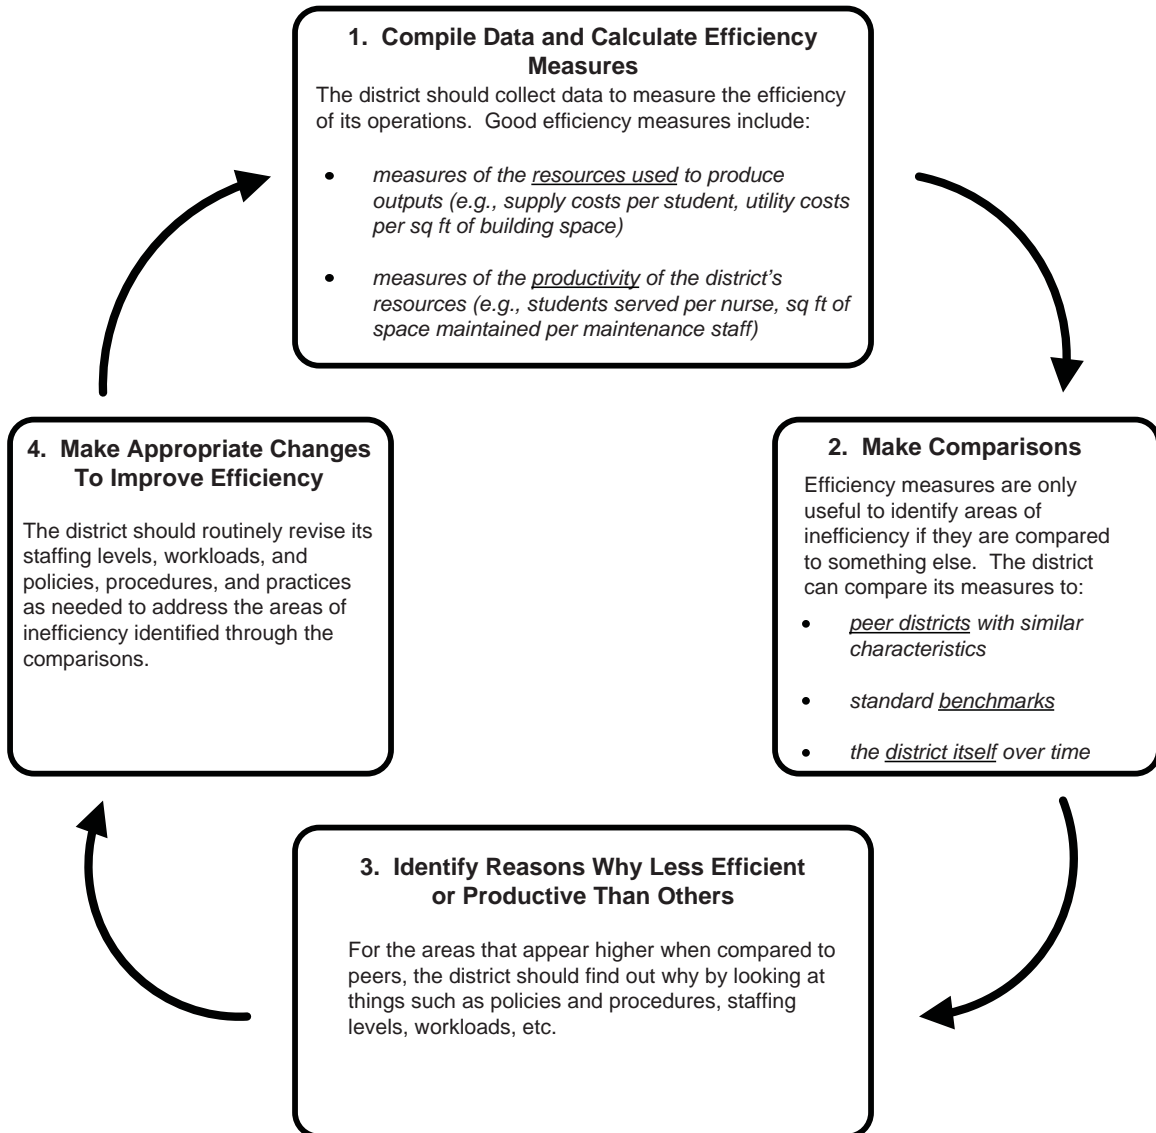 1.  Compile Data and Calculate Efficiency
Measures
The district should collect data to measure the efficiency
of its operations.  Good efficiency measures include:
• measures of the resources used to produce
outputs (e.g., supply costs per student, utility costs
per sq ft of building space)
• measures of the productivity of the district's
resources (e.g., students served per nurse, sq ft of
space maintained per maintenance staff)
2.  Make Comparisons
Efficiency measures are only
useful to identify areas of
inefficiency if they are compared
to something else.  The district
can compare its measures to:
• peer districts with similar
characteristics
• standard benchmarks
• the district itself over time
3.  Identify Reasons Why Less Efficient
or Productive Than Others
For the areas that appear higher when compared to
peers, the district should find out why by looking at
things such as policies and procedures, staffing
levels, workloads, etc.
4.  Make Appropriate Changes
To Improve Efficiency
The district should routinely revise its
staffing levels, workloads, and
policies, procedures, and practices
as needed to address the areas of
inefficiency identified through the
comparisons.